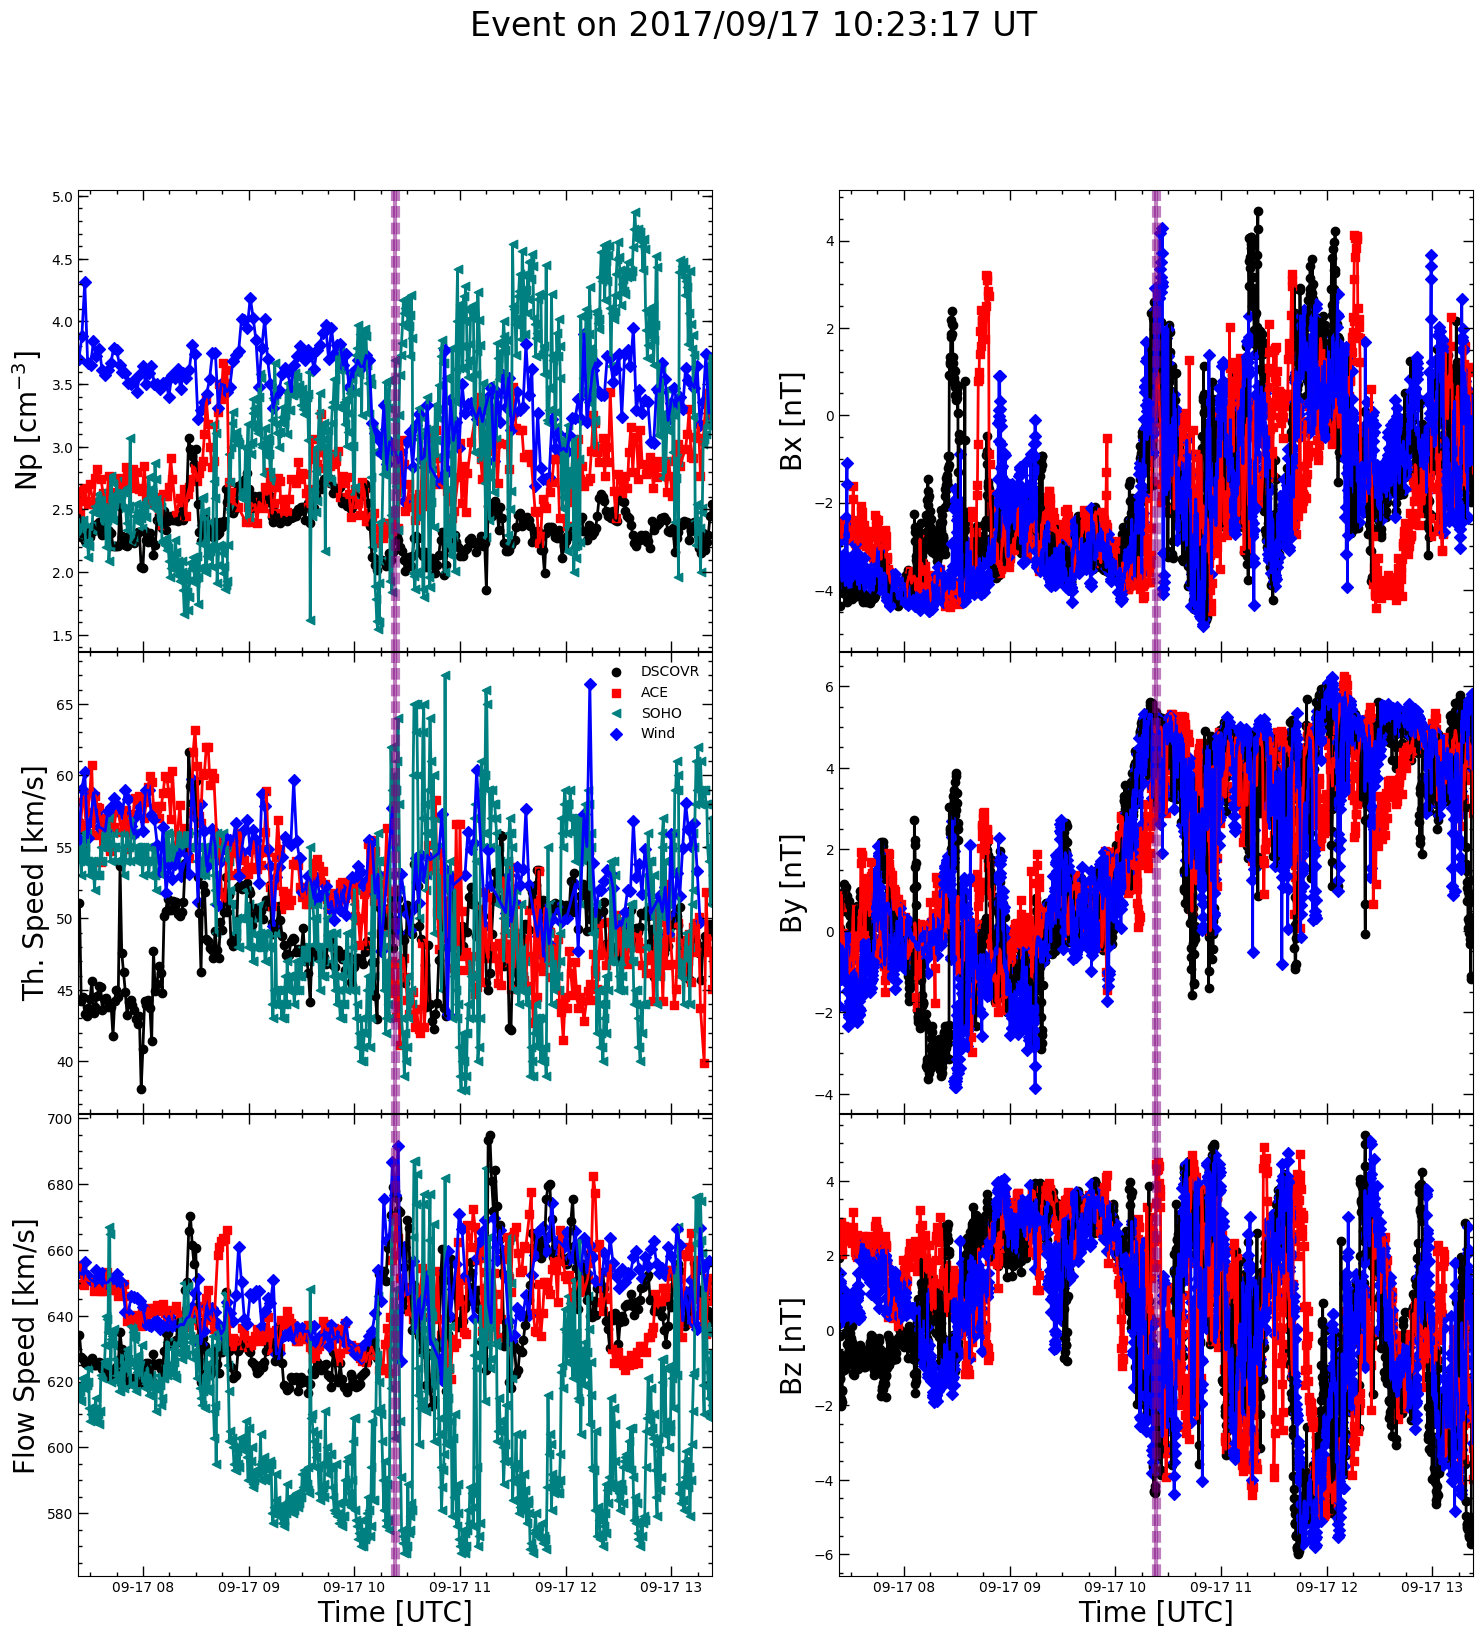 Event on 2017/09/17 10:23:17 UT
Np [cm⁻³]
5.0
4.5
4.0
3.5
3.0
2.5
2.0
1.5
Bx [nT]
4
2
0
−2
−4
Th. Speed [km/s]
65
60
55
50
45
40
DSCOVR
ACE
SOHO
Wind
By [nT]
6
4
2
0
−2
−4
Flow Speed [km/s]
700
680
660
640
620
600
580
09-17 08 09-17 09 09-17 10 09-17 11 09-17 12 09-17 13
Time [UTC]
Bz [nT]
4
2
0
−2
−4
−6
09-17 08 09-17 09 09-17 10 09-17 11 09-17 12 09-17 13
Time [UTC]